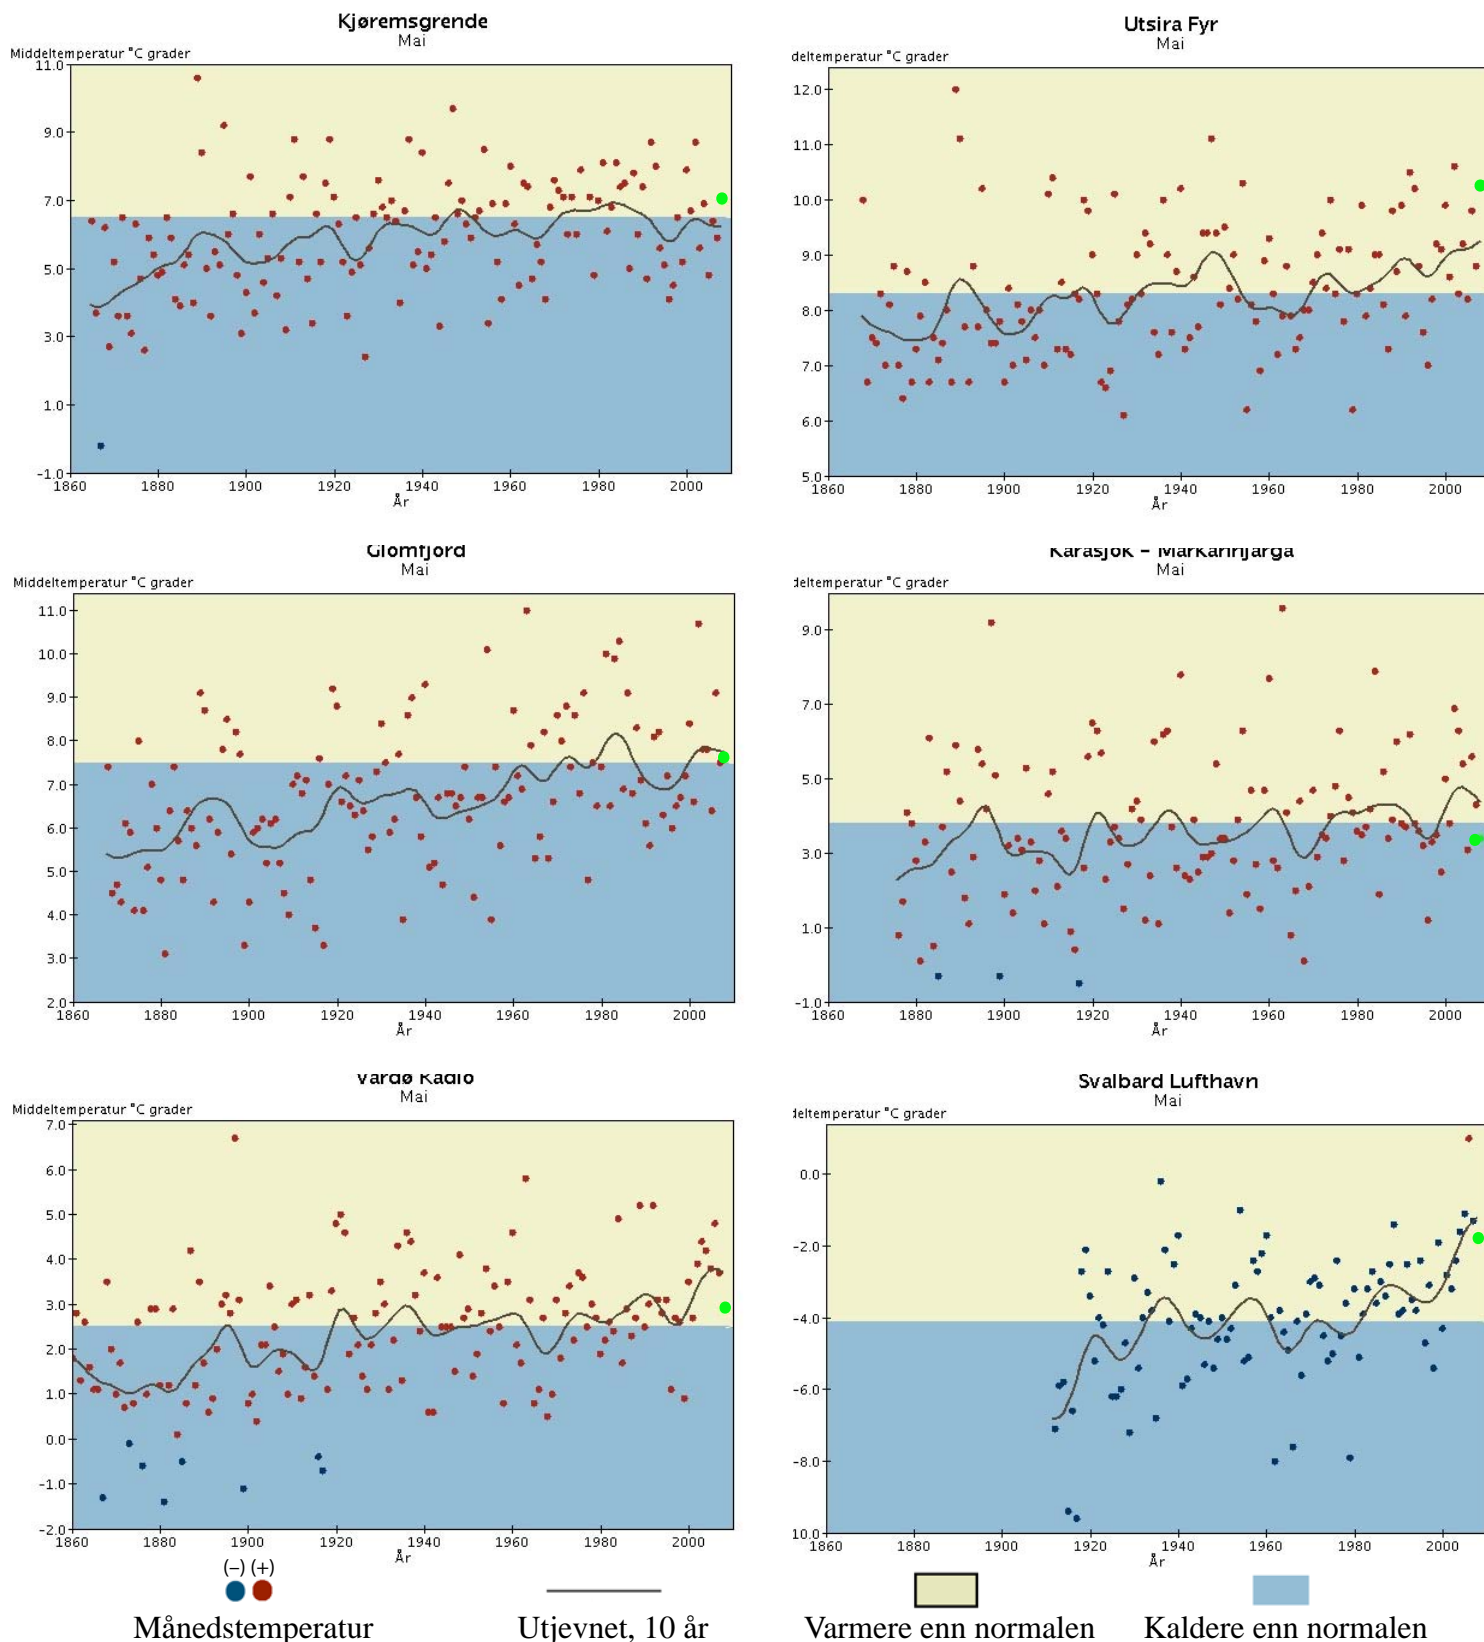 Kjøremsgrende
Mai
Middeltemperatur °C grader
11.0
9.0
7.0
5.0
3.0
1.0
-1.0
1860 1880 1900 1920 1940 1960 1980 2000
År
Utsira Fyr
Mai
deltemperatur °C grader
12.0
11.0
10.0
9.0
8.0
7.0
6.0
5.0
1860 1880 1900 1920 1940 1960 1980 2000
År
Glomfjord
Mai
Middeltemperatur °C grader
11.0
10.0
9.0
8.0
7.0
6.0
5.0
4.0
3.0
2.0
1860 1880 1900 1920 1940 1960 1980 2000
År
Karasjok - Markannjarga
Mai
deltemperatur °C grader
9.0
7.0
5.0
3.0
1.0
-1.0
1860 1880 1900 1920 1940 1960 1980 2000
År
Vardø Radio
Mai
Middeltemperatur °C grader
7.0
6.0
5.0
4.0
3.0
2.0
1.0
0.0
-1.0
-2.0
1860 1880 1900 1920 1940 1960 1980 2000
År
Svalbard Lufthavn
Mai
deltemperatur °C grader
0.0
-2.0
-4.0
-6.0
-8.0
10.0
1860 1880 1900 1920 1940 1960 1980 2000
År
(-) (+)
Månedstemperatur Utjevnet, 10 år Varmere enn normalen Kaldere enn normalen